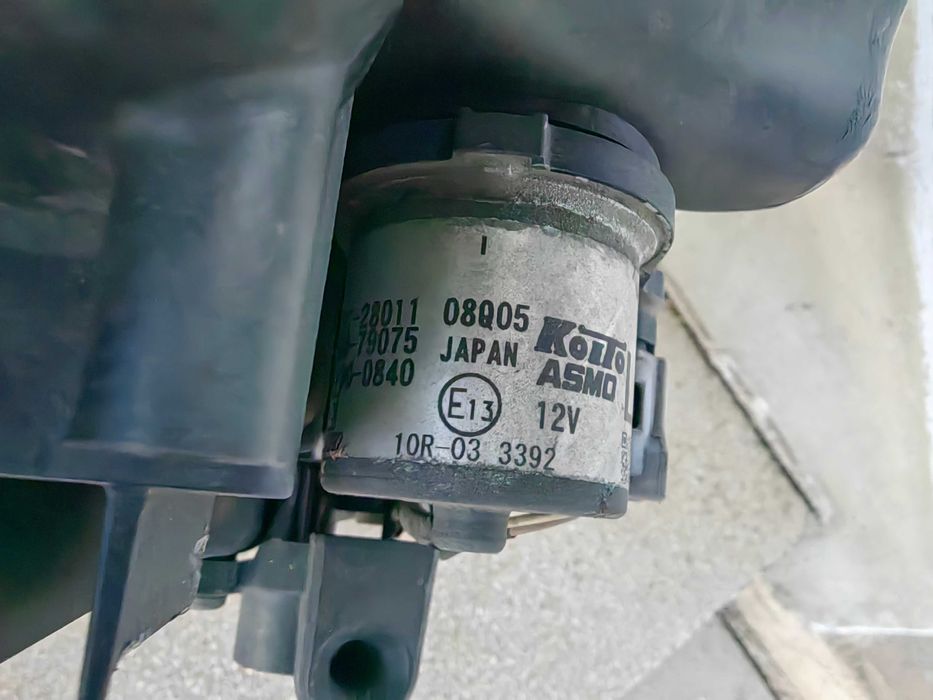 I
-28011 08Q05
-79075 JAPAN KOITO
-0840 ASMO
E13 12V
10R-03 3392